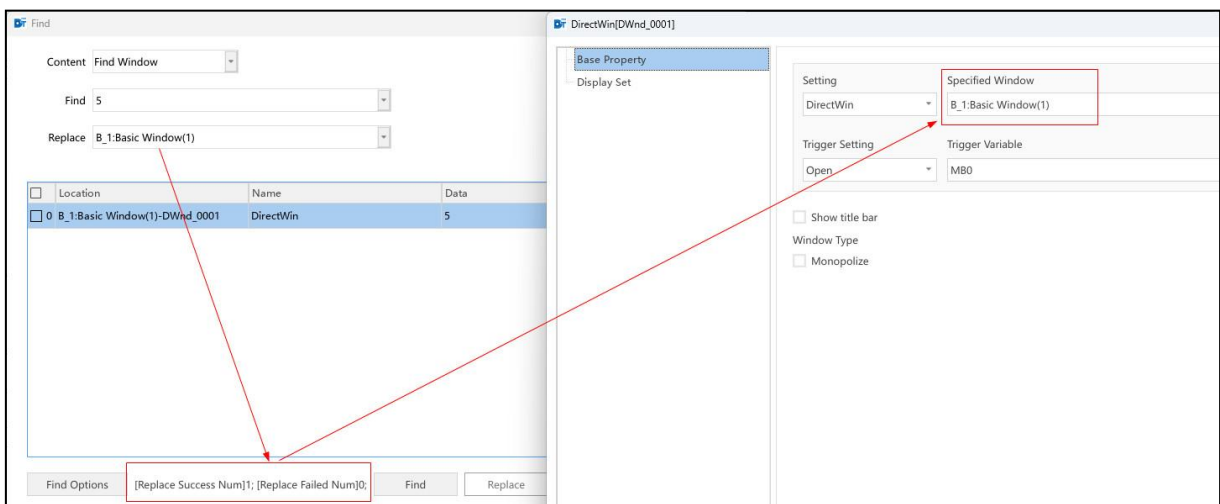 Find
Content Find Window
Find 5
Replace B_1:Basic Window(1)
Location Name Data
0 B_1:Basic Window(1)-DWnd_0001 DirectWin 5
Find Options [Replace Success Num]1; [Replace Failed Num]0; Find Replace
DirectWin[DWnd_0001]
Base Property
Display Set
Setting Specified Window
DirectWin B_1:Basic Window(1)
Trigger Setting Trigger Variable
Open MB0
Show title bar
Window Type
Monopolize